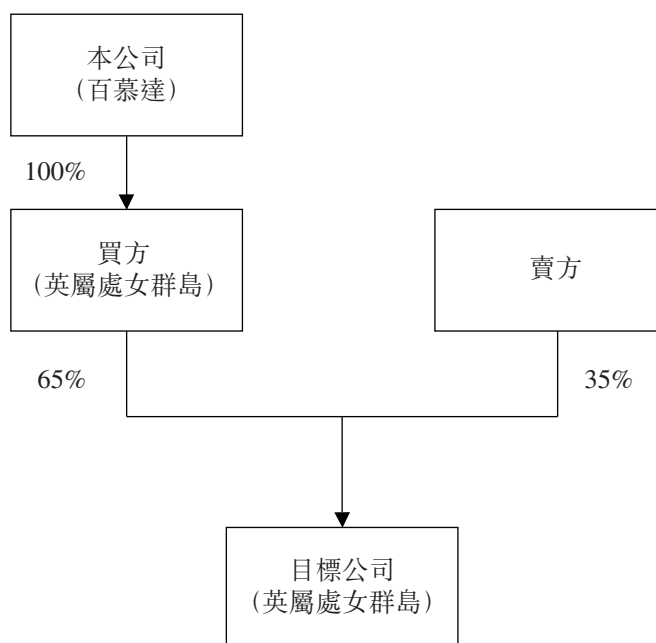 本公司
(百慕達)
100%
買方
(英屬處女群島)
賣方
65%
35%
目標公司
(英屬處女群島)